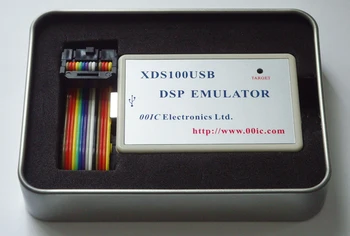 XDS100USB
TARGET
DSP EMULATOR
00IC Electronics Ltd.
http://www.00ic.com